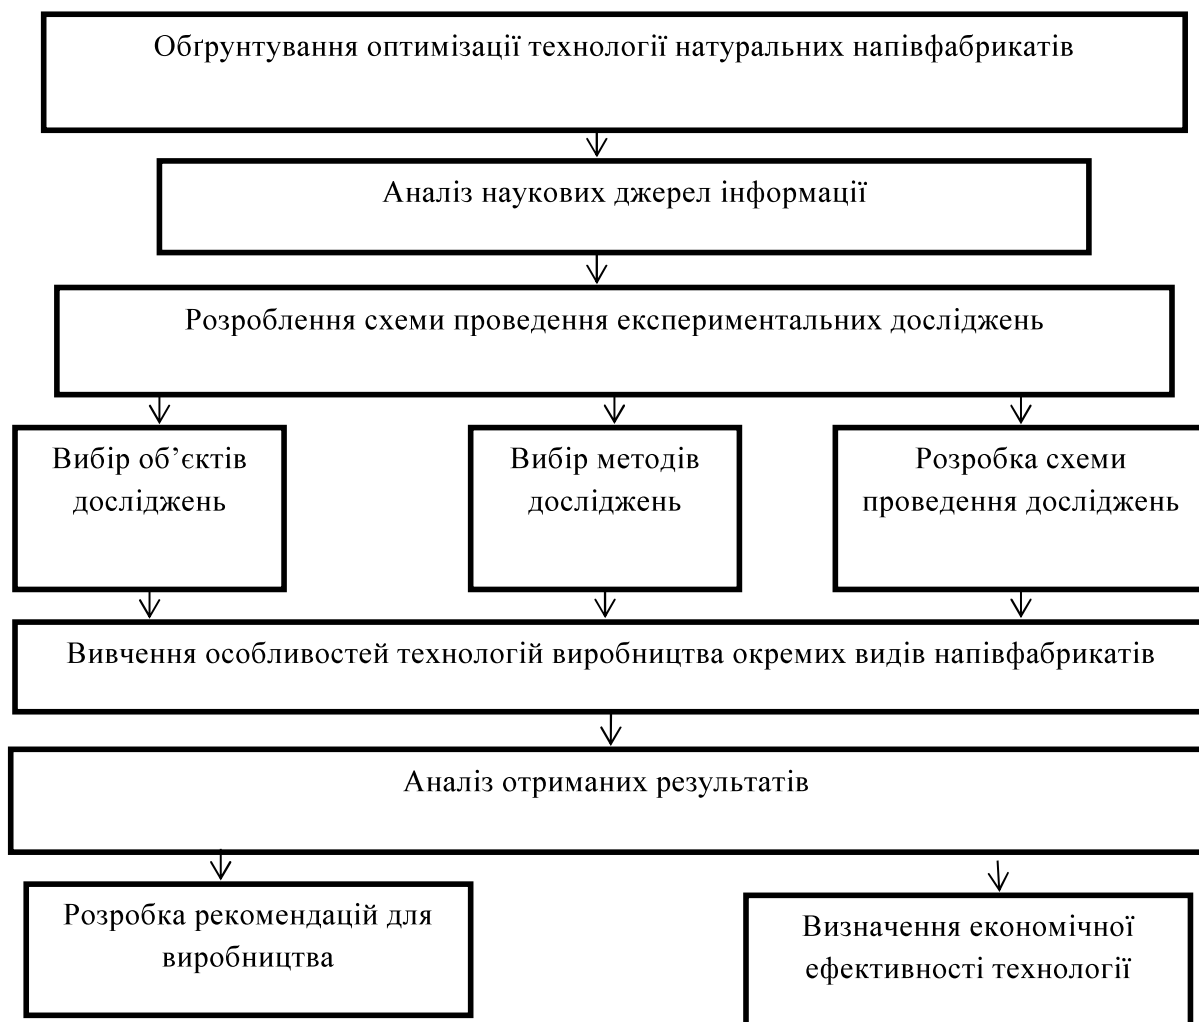 Обґрунтування оптимізації технології натуральних напівфабрикатів
Аналіз наукових джерел інформації
Розроблення схеми проведення експериментальних досліджень
Вибір об’єктів
досліджень
Вибір методів
досліджень
Розробка схеми
проведення досліджень
Вивчення особливостей технологій виробництва окремих видів напівфабрикатів
Аналіз отриманих результатів
Розробка рекомендацій для
виробництва
Визначення економічної
ефективності технології